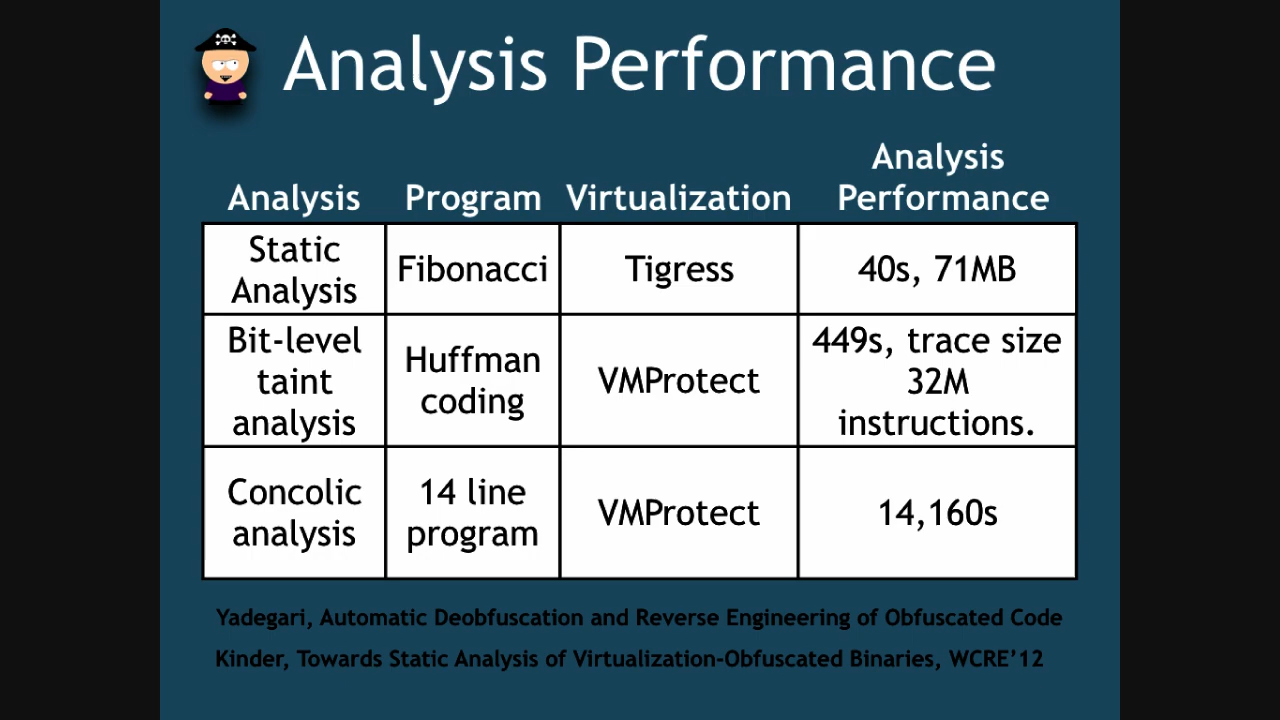 Analysis Performance
Analysis Program Virtualization Analysis Performance
Static Analysis Fibonacci Tigress 40s, 71MB
Bit-level taint analysis Huffman coding VMProtect 449s, trace size 32M instructions.
Concolic analysis 14 line program VMProtect 14,160s
Yadegari, Automatic Deobfuscation and Reverse Engineering of Obfuscated Code
Kinder, Towards Static Analysis of Virtualization-Obfuscated Binaries, WCRE’12